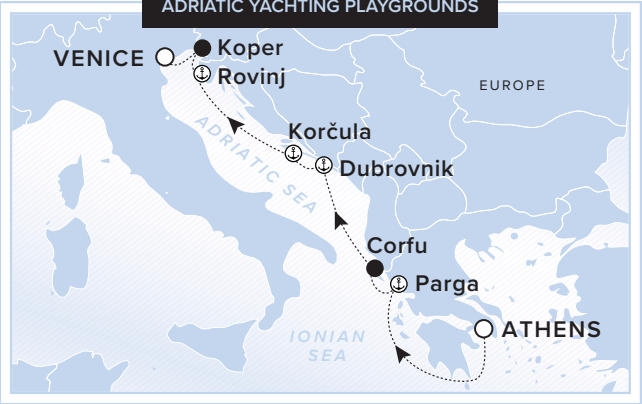 ADRIATIC YACHTING PLAYGROUNDS
Koper
VENICE
Rovinj
EUROPE
Korčula
ADRIATIC SEA
Dubrovnik
Corfu
Parga
ATHENS
IONIAN
SEA